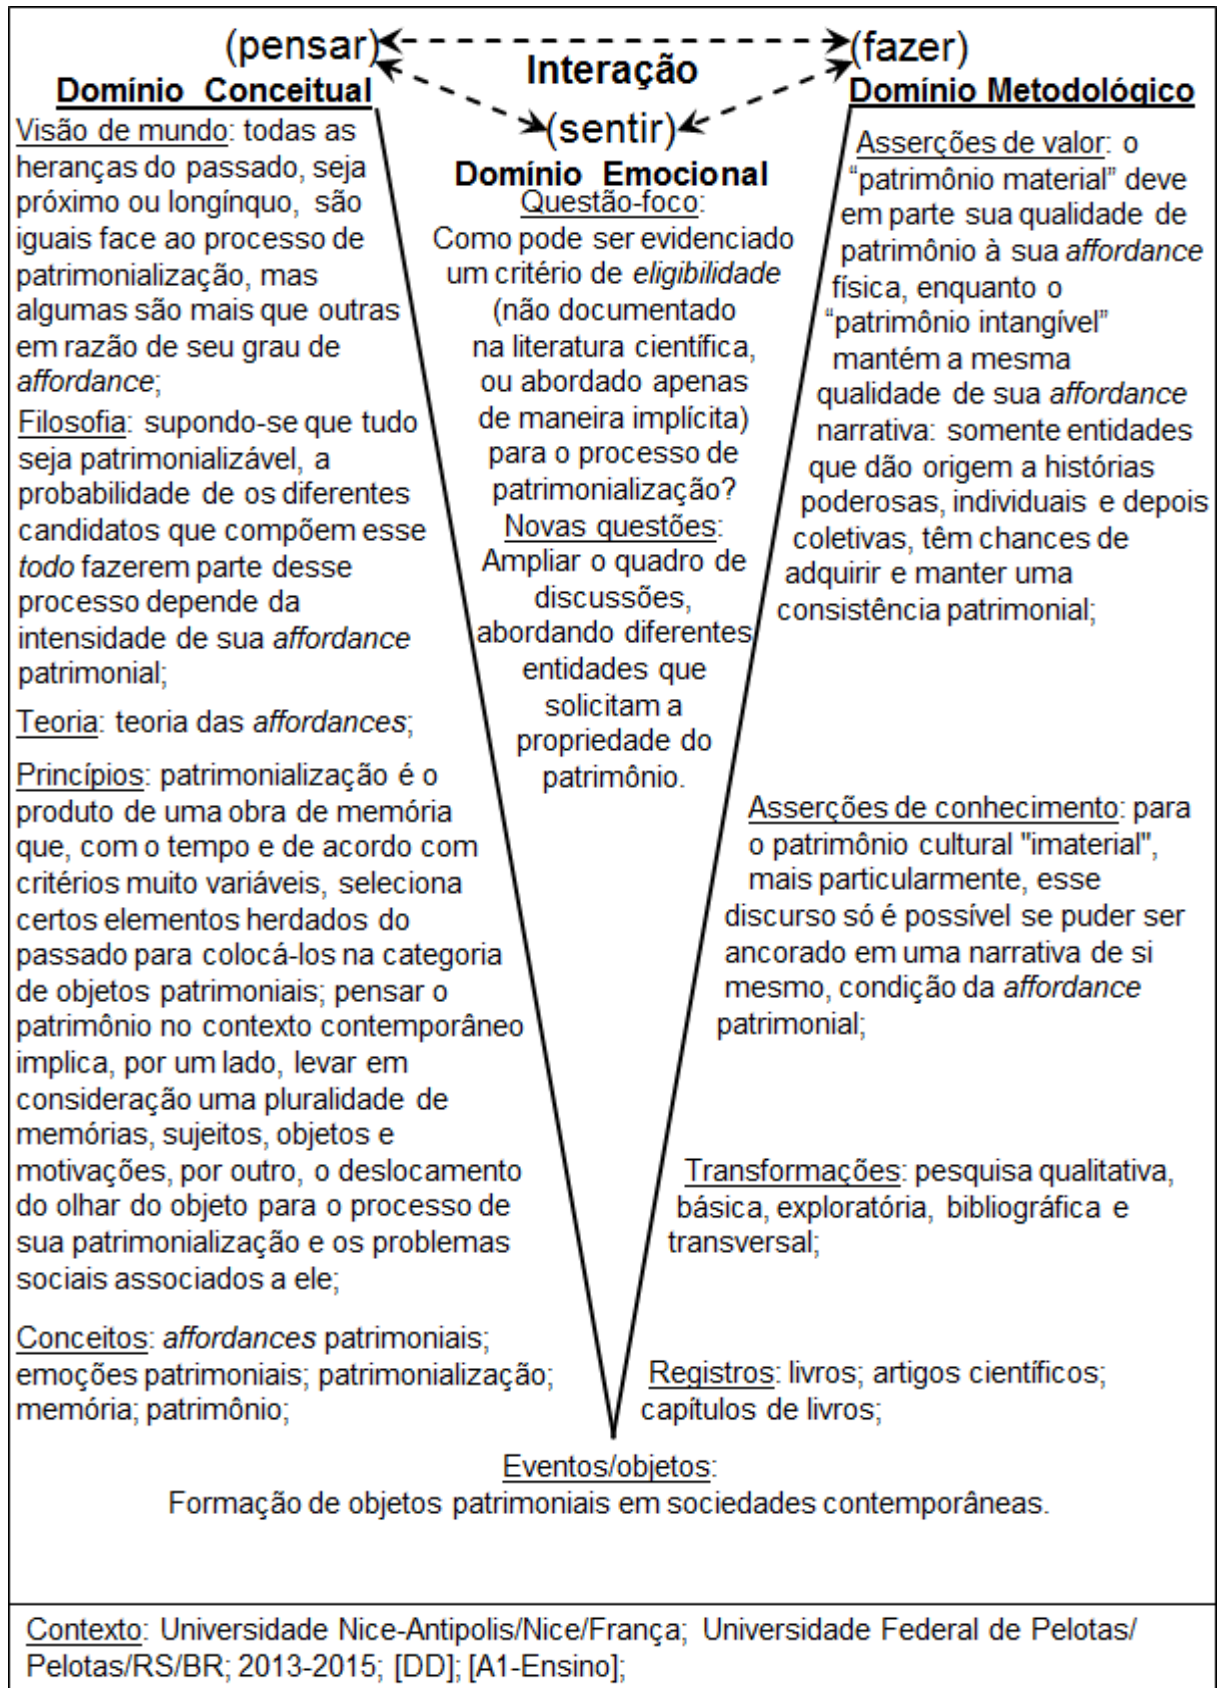 (pensar)
(fazer)
Interação
Domínio Conceitual
Domínio Metodológico
(sentir)
Domínio Emocional
Visão de mundo: todas as
heranças do passado, seja
próximo ou longínquo, são
iguais face ao processo de
patrimonialização, mas
algumas são mais que outras
em razão de seu grau de
affordance;
Filosofia: supondo-se que tudo
seja patrimonializável, a
probabilidade de os diferentes
candidatos que compõem esse
todo fazerem parte desse
processo depende da
intensidade de sua affordance
patrimonial;
Teoria: teoria das affordances;
Princípios: patrimonialização é o
produto de uma obra de memória
que, com o tempo e de acordo com
critérios muito variáveis, seleciona
certos elementos herdados do
passado para colocá-los na categoria
de objetos patrimoniais; pensar o
patrimônio no contexto contemporâneo
implica, por um lado, levar em
consideração uma pluralidade de
memórias, sujeitos, objetos e
motivações, por outro, o deslocamento
do olhar do objeto para o processo de
sua patrimonialização e os problemas
sociais associados a ele;
Conceitos: affordances patrimoniais;
emoções patrimoniais; patrimonialização;
memória; patrimônio;
Questão-foco:
Como pode ser evidenciado
um critério de eligibilidade
(não documentado
na literatura científica,
ou abordado apenas
de maneira implícita)
para o processo de
patrimonialização?
Novas questões:
Ampliar o quadro de
discussões,
abordando diferentes
entidades que
solicitam a
propriedade do
patrimônio.
Asserções de valor: o
“patrimônio material” deve
em parte sua qualidade de
patrimônio à sua affordance
física, enquanto o
“patrimônio intangível”
mantém a mesma
qualidade de sua affordance
narrativa: somente entidades
que dão origem a histórias
poderosas, individuais e depois
coletivas, têm chances de
adquirir e manter uma
consistência patrimonial;
Asserções de conhecimento: para
o patrimônio cultural "imaterial",
mais particularmente, esse
discurso só é possível se puder ser
ancorado em uma narrativa de si
mesmo, condição da affordance
patrimonial;
Transformações: pesquisa qualitativa,
básica, exploratória, bibliográfica e
transversal;
Registros: livros; artigos científicos;
capítulos de livros;
Eventos/objetos:
Formação de objetos patrimoniais em sociedades contemporâneas.
Contexto: Universidade Nice-Antipolis/Nice/França; Universidade Federal de Pelotas/
Pelotas/RS/BR; 2013-2015; [DD]; [A1-Ensino];